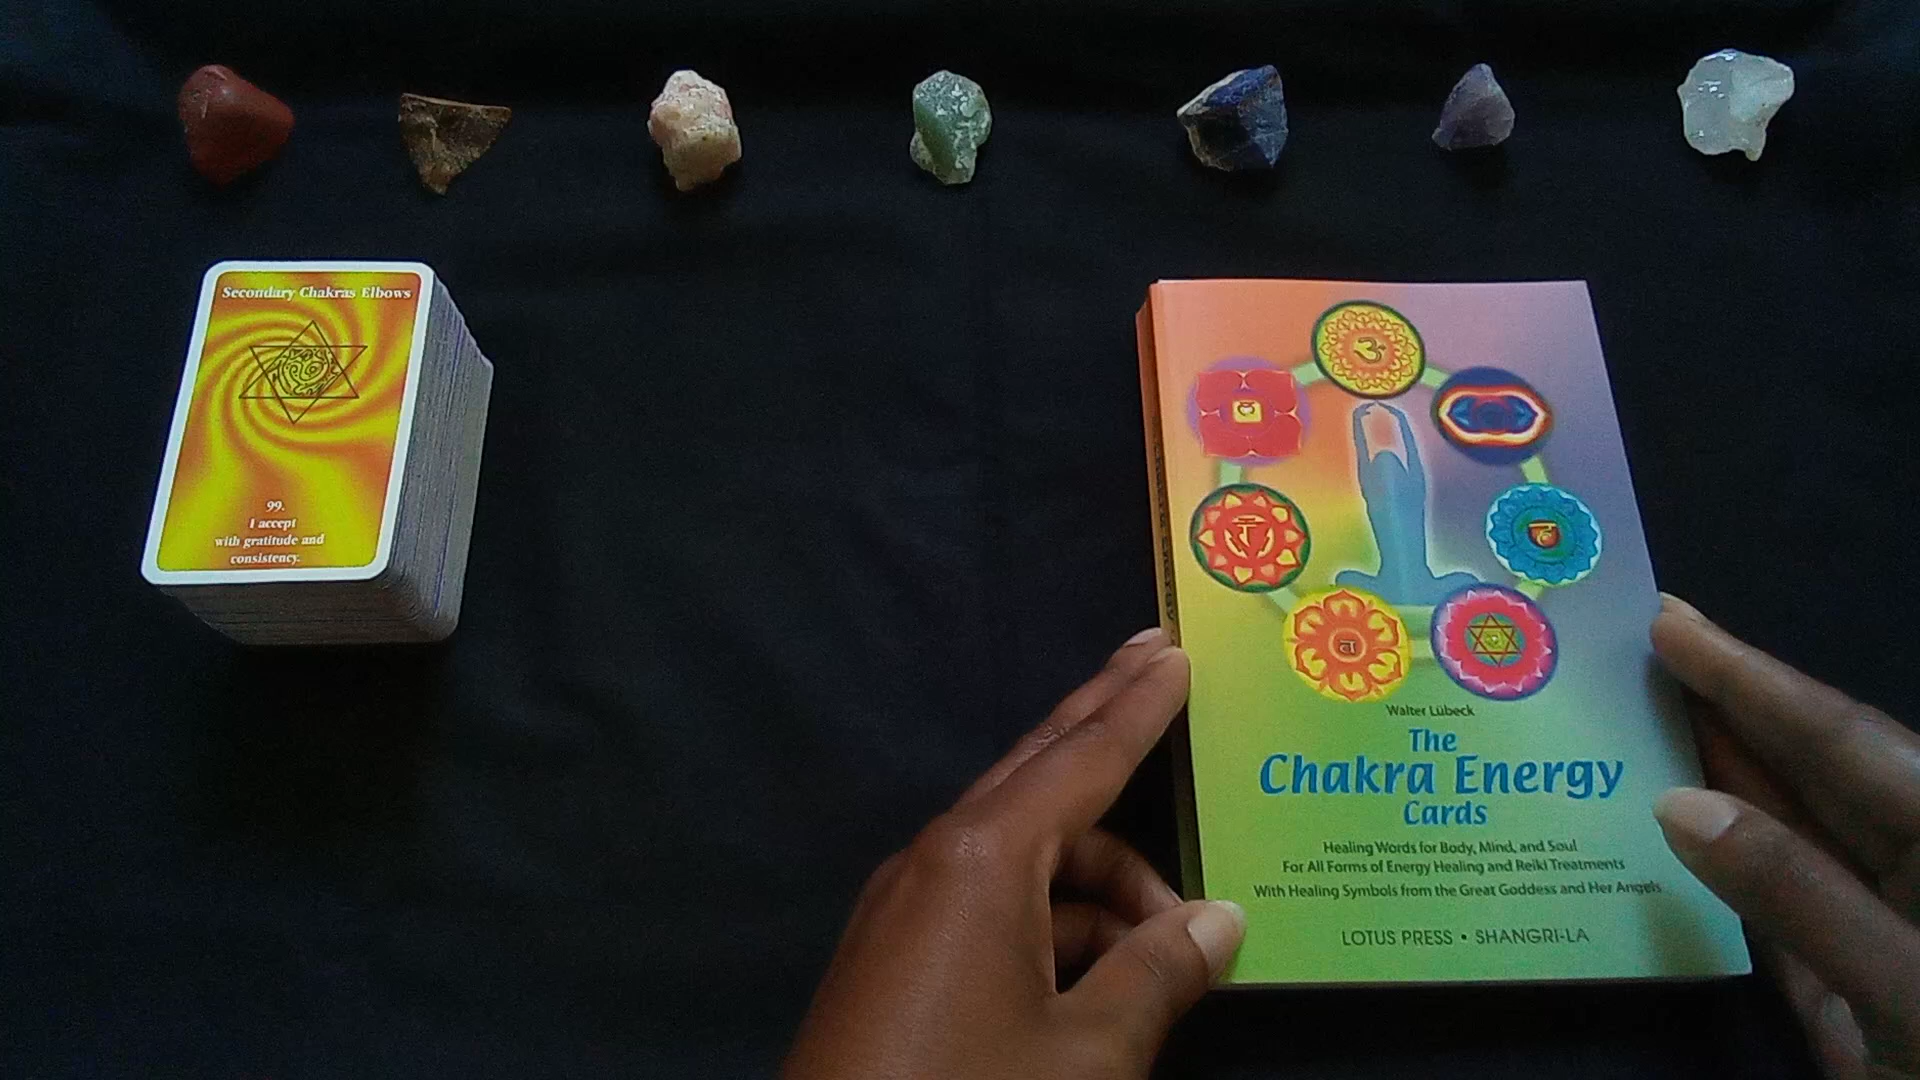 Secondary Chakras Elbows
99.
I accept
with gratitude and
consistency.
Walter Lübeck
The
Chakra Energy
Cards
Healing Words for Body, Mind, and Soul
For All Forms of Energy Healing and Reiki Treatments
With Healing Symbols from the Great Goddess and Her Angels
LOTUS PRESS • SHANGRI-LA